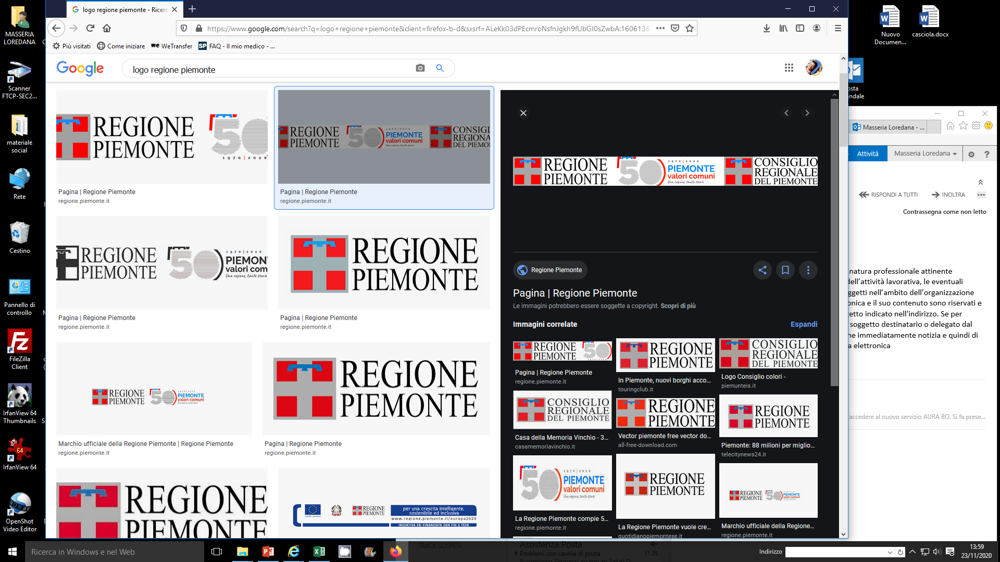 MASSERIA
LOREDANA
Scanner
FTCP-SEC2...
materiale
social
Rete
Cestino
Pannello di
controllo
FileZilla
Client
IrfanView 64
Thumbnails
64
IrfanView 64
OpenShot
Video Editor
logo regione piemonte - Ricerc
https://www.google.com/search?q=logo+regione+piemonte&client=firefox-b-d&sxsrf=ALeKk03dPEcmroNsfnJgkh9fUbGI0sZwbA:1606136
Più visitati
Come iniziare
WeTransfer
SP FAQ - Il mio medico - ...
Google
logo regione piemonte
REGIONE
PIEMONTE
50
1970|2020
Pagina | Regione Piemonte
regione.piemonte.it
REGIONE
PIEMONTE
50
1970|2020
PIEMONTE
valori comuni
Una regione, tante storie
CONSIGL
REGIONAL
DEL PIEMO
Pagina | Regione Piemonte
regione.piemonte.it
REGIONE
PIEMONTE
50
1970|2020
PIEMONT
valori com
Una regione, tante storie
Pagina | Regione Piemonte
regione.piemonte.it
REGIONE
PIEMONTE
Pagina | Regione Piemonte
regione.piemonte.it
REGIONE
PIEMONTE
50
PIEMONTE
valori comuni
Marchio ufficiale della Regione Piemonte | Regione Piemonte
regione.piemonte.it
REGIONE
PIEMONTE
Pagina | Regione Piemonte
regione.piemonte.it
REGIONE
PIEMONTE
UNIONE EUROPEA
REGIONE
PIEMONTE
per una crescita intelligente,
sostenibile ed inclusiva
www.regione.piemonte.it/europa2020
INIZIATIVA CO-FINANZIATA CON FSE E FESR
REGIONE
PIEMONTE
50
1970|2020
PIEMONTE
valori comuni
Una regione, tante storie
CONSIGLIO
REGIONALE
DEL PIEMONTE
Regione Piemonte
Pagina | Regione Piemonte
Le immagini potrebbero essere soggette a copyright. Scopri di più
Immagini correlate
Espandi
REGIONE
PIEMONTE
50
Pagina | Regione Piemonte
regione.piemonte.it
REGIONE
PIEMONTE
In Piemonte, nuovi borghi acco...
touringclub.it
CONSIGLIO
REGIONALE
DEL PIEMONTE
Logo Consiglio colori -
piemunteis.it
CONSIGLIO
REGIONALE
DEL PIEMONTE
Casa della Memoria Vinchio - 3...
casamemoriavinchio.it
REGIONE
PIEMONTE
Vector piemonte free vector do...
all-free-download.com
REGIONE
PIEMONTE
Piemonte: 88 milioni per miglio...
telecitynews24.it
50
1970|2020
PIEMONTE
valori comuni
Una regione, tante storie
La Regione Piemonte compie 5...
regione.piemonte.it
REGIONE
PIEMONTE
La Regione Piemonte vuole cre...
quotidianopiemontese.it
REGIONE
PIEMONTE
50
PIEMONTE
valori comuni
Marchio ufficiale della Regione...
regione.piemonte.it
Nuovo
Documen...
casciola.docx
osta
endale
Masseria Loredana - ...
Attività
Masseria Loredana
?
RISPONDI A TUTTI
INOLTRA
Contrassegna come non letto
natura professionale attinente
dell'attività lavorativa, le eventuali
ggetti nell'ambito dell'organizzazione
onica e il suo contenuto sono riservati e
etto indicato nell'indirizzo. Se per
soggetto destinatario o delegato dal
ne immediatamente notizia e quindi di
a elettronica
accedere al nuovo servizio AURA BO. Si fa prese...
Ricerca in Windows e nel Web
TRACK SOSPESI
Assistenza Posta
Problemi con casella di posta
11.35
Indirizzo
13:59
23/11/2020